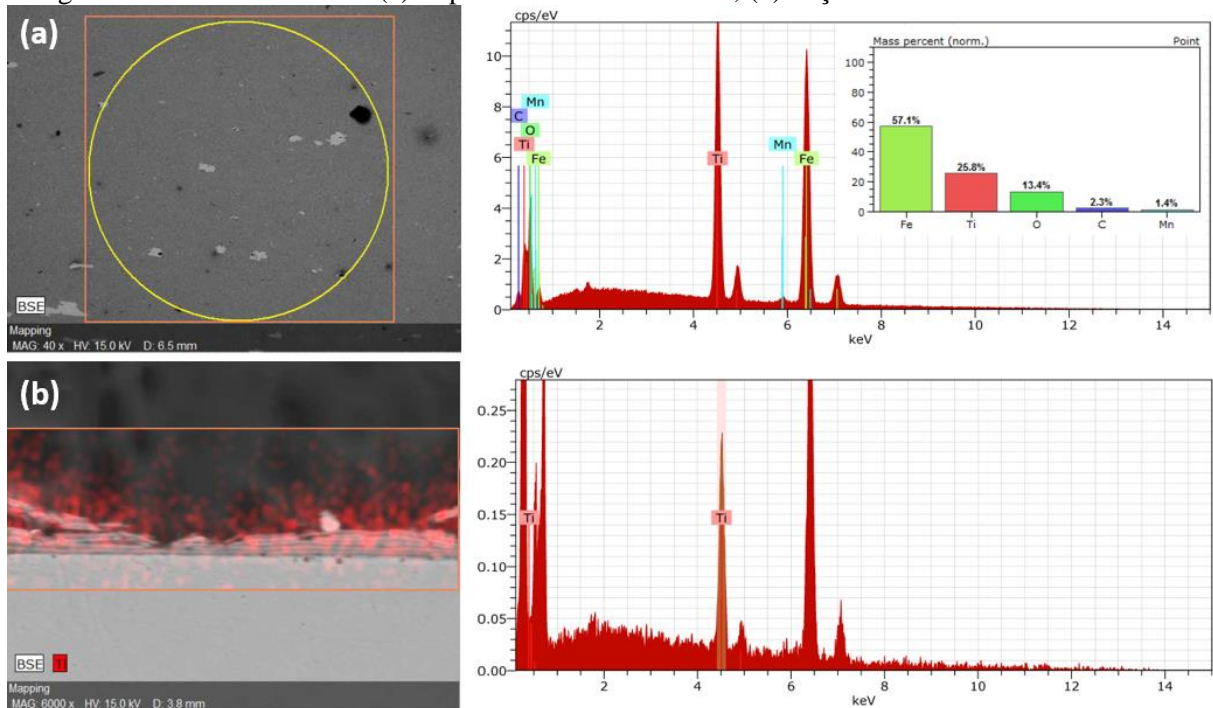 (a)
BSE
Mapping
MAG: 40 x HV: 15.0 kV D: 6.5 mm
cps/eV
10
8
6
4
2
0
Mn
C
O
Ti
Fe
Ti
Mn
Fe
2 4 6 8 10 12 14
keV
Mass percent (norm.) Point
100
80
60
40
20
0
57.1%
25.8%
13.4%
2.3%
1.4%
Fe Ti O C Mn
(b)
BSE Ti
Mapping
MAG: 6000 x HV: 15.0 kV D: 3.8 mm
cps/eV
0.25
0.20
0.15
0.10
0.05
0.00
Ti
Ti
2 4 6 8 10 12 14
keV